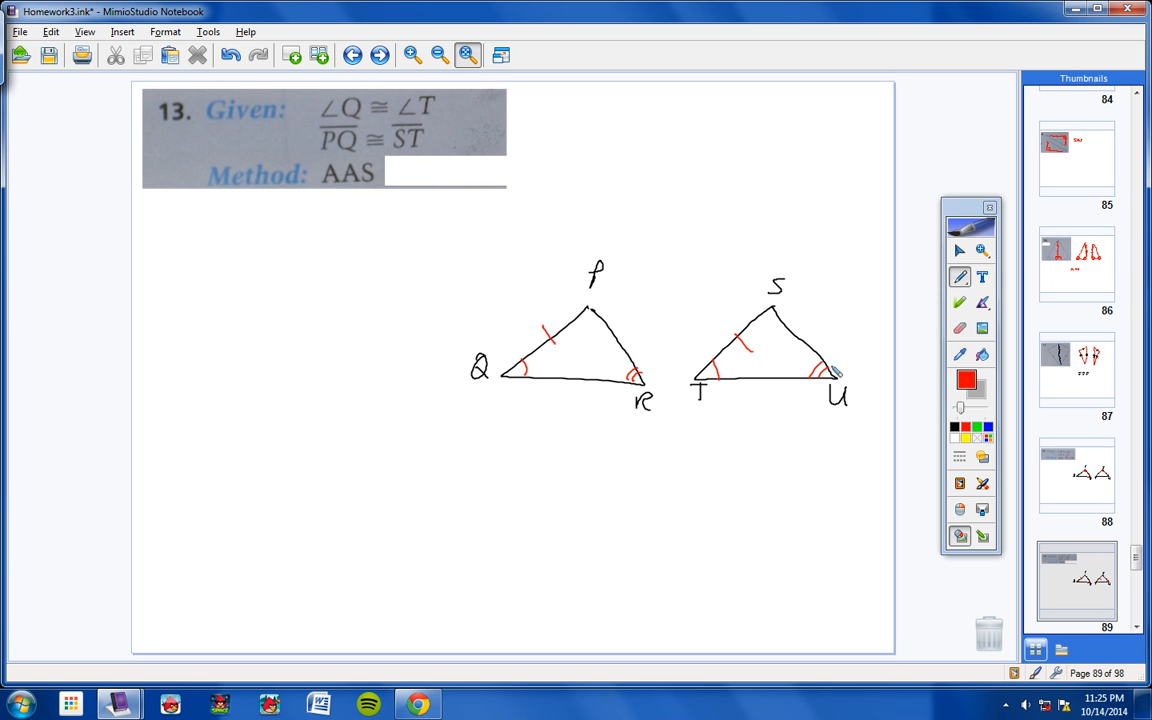 Homework3.ink* - MimioStudio Notebook
File Edit View Insert Format Tools Help
Thumbnails
13. Given: ∠Q ≅ ∠T
PQ ≅ ST
Method: AAS
P
S
Q
R
T
U
84
85
86
87
88
89
Page 89 of 98
11:25 PM
10/14/2014